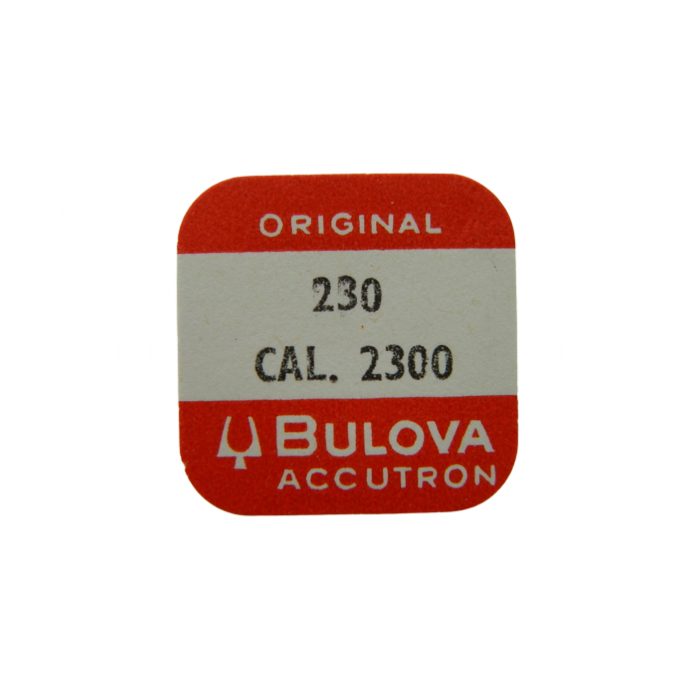 ORIGINAL
230
CAL. 2300
BULOVA
ACCUTRON